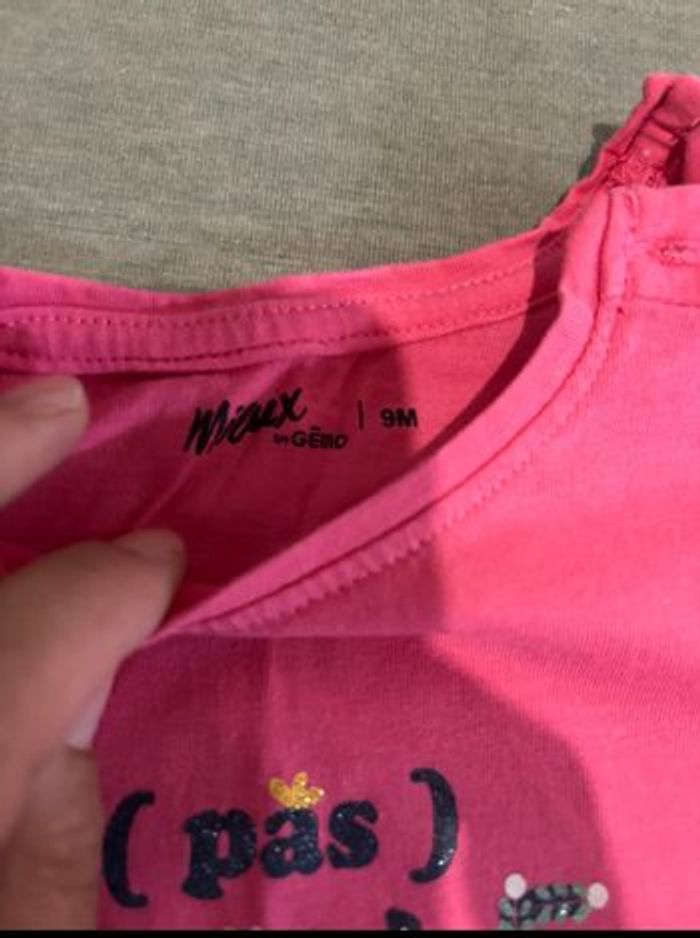 Mieux | 9M
by GÉMO
( pas )